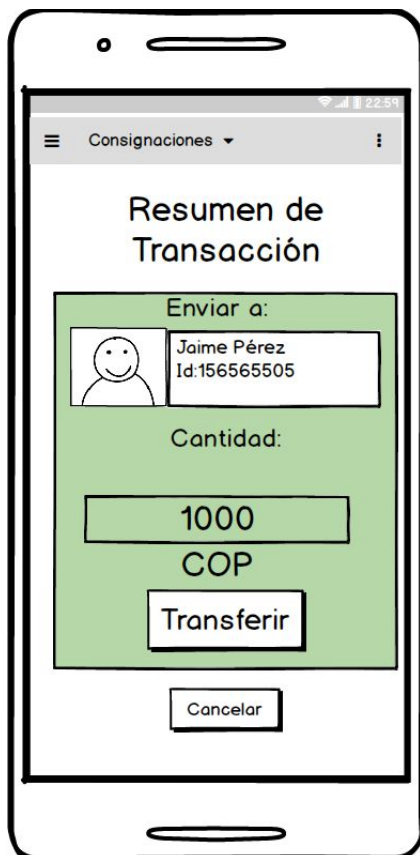 22:59
Consignaciones
Resumen de
Transacción
Enviar a:
Jaime Pérez
Id:156565505
Cantidad:
1000
COP
Transferir
Cancelar